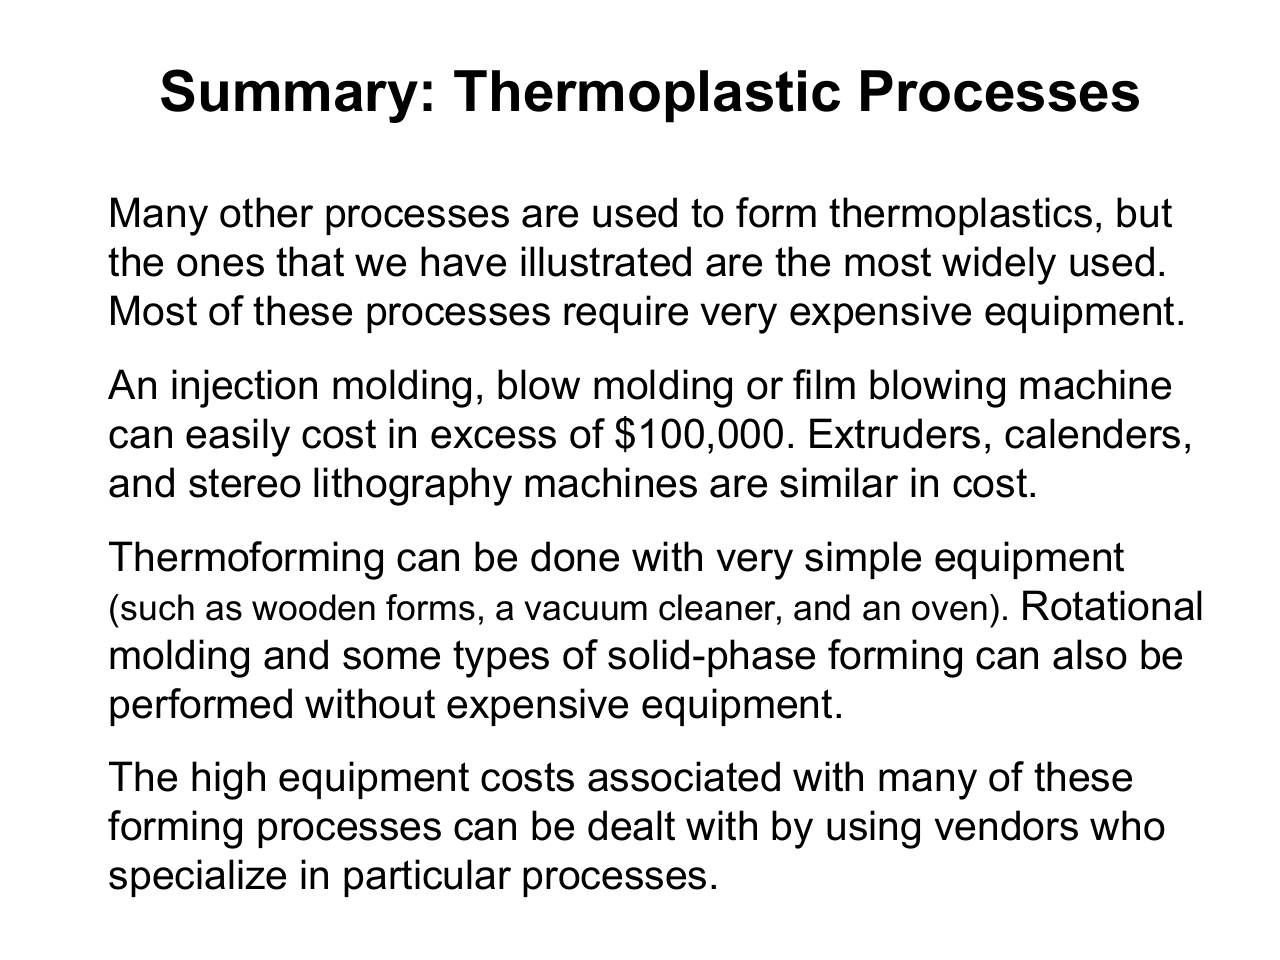 Summary: Thermoplastic Processes
Many other processes are used to form thermoplastics, but
the ones that we have illustrated are the most widely used.
Most of these processes require very expensive equipment.
An injection molding, blow molding or film blowing machine
can easily cost in excess of $100,000. Extruders, calenders,
and stereo lithography machines are similar in cost.
Thermoforming can be done with very simple equipment
(such as wooden forms, a vacuum cleaner, and an oven). Rotational
molding and some types of solid-phase forming can also be
performed without expensive equipment.
The high equipment costs associated with many of these
forming processes can be dealt with by using vendors who
specialize in particular processes.